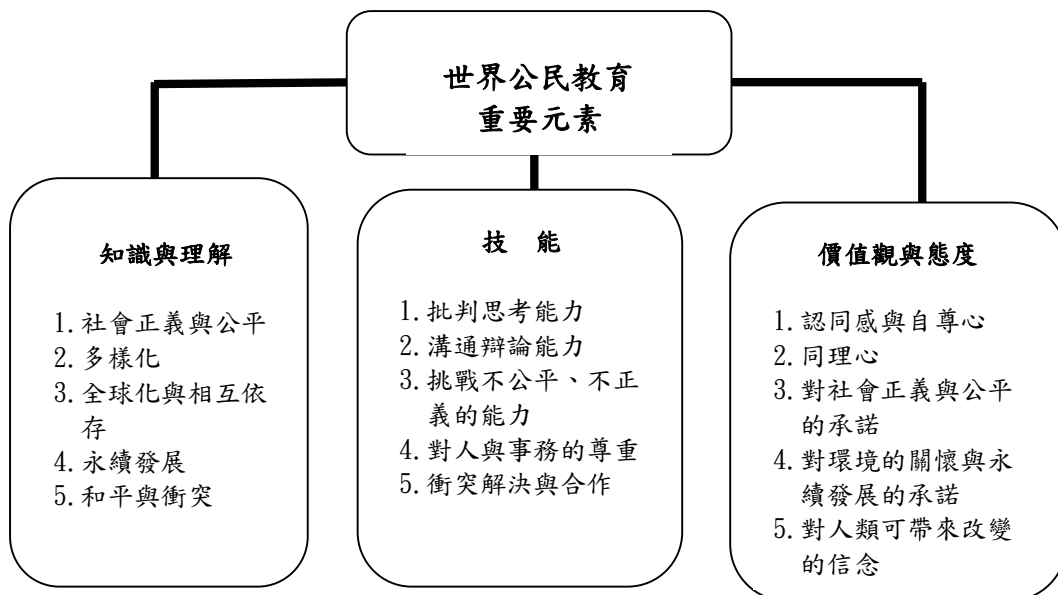 世界公民教育
重要元素
知識與理解
1.社會正義與公平
2.多樣化
3.全球化與相互依
存
4.永續發展
5.和平與衝突
技 能
1.批判思考能力
2.溝通辯論能力
3.挑戰不公平、不正
義的能力
4.對人與事務的尊重
5.衝突解決與合作
價值觀與態度
1.認同感與自尊心
2.同理心
3.對社會正義與公平
的承諾
4.對環境的關懷與永
續發展的承諾
5.對人類可帶來改變
的信念